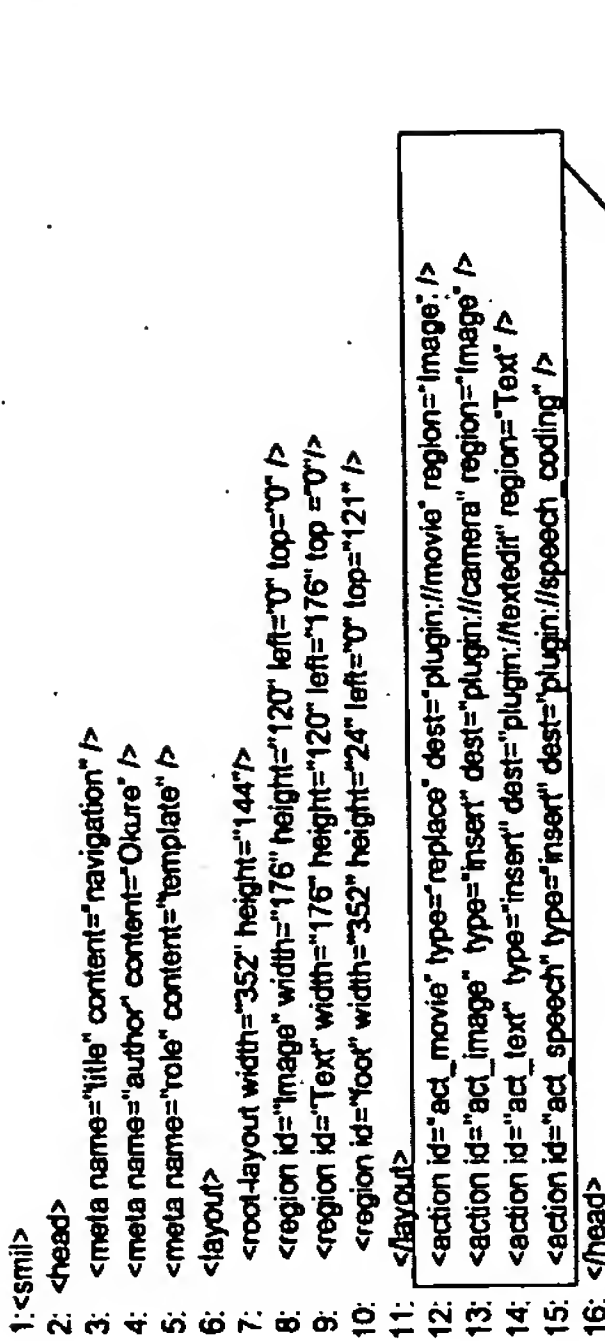 1:<smil>
2: <head>
3: <meta name="title" content="navigation" />
4: <meta name="author" content="Okure" />
5: <meta name="role" content="template" />
6: <layout>
7: <root-layout width="352" height="144"/>
8: <region id="Image" width="176" height="120" left="0" top="0" />
9: <region id="Text" width="176" height="120" left="176" top ="0"/>
10: <region id="foot" width="352" height="24" left="0" top="121" />
11: </layout>
12: <action id="act_movie" type="replace" dest="plugin://movie" region="Image" />
13: <action id="act_image" type="insert" dest="plugin://camera" region="Image" />
14: <action id="act_text" type="insert" dest="plugin://textedit" region="Text" />
15: <action id="act_speech" type="insert" dest="plugin://speech_coding" />
16: </head>